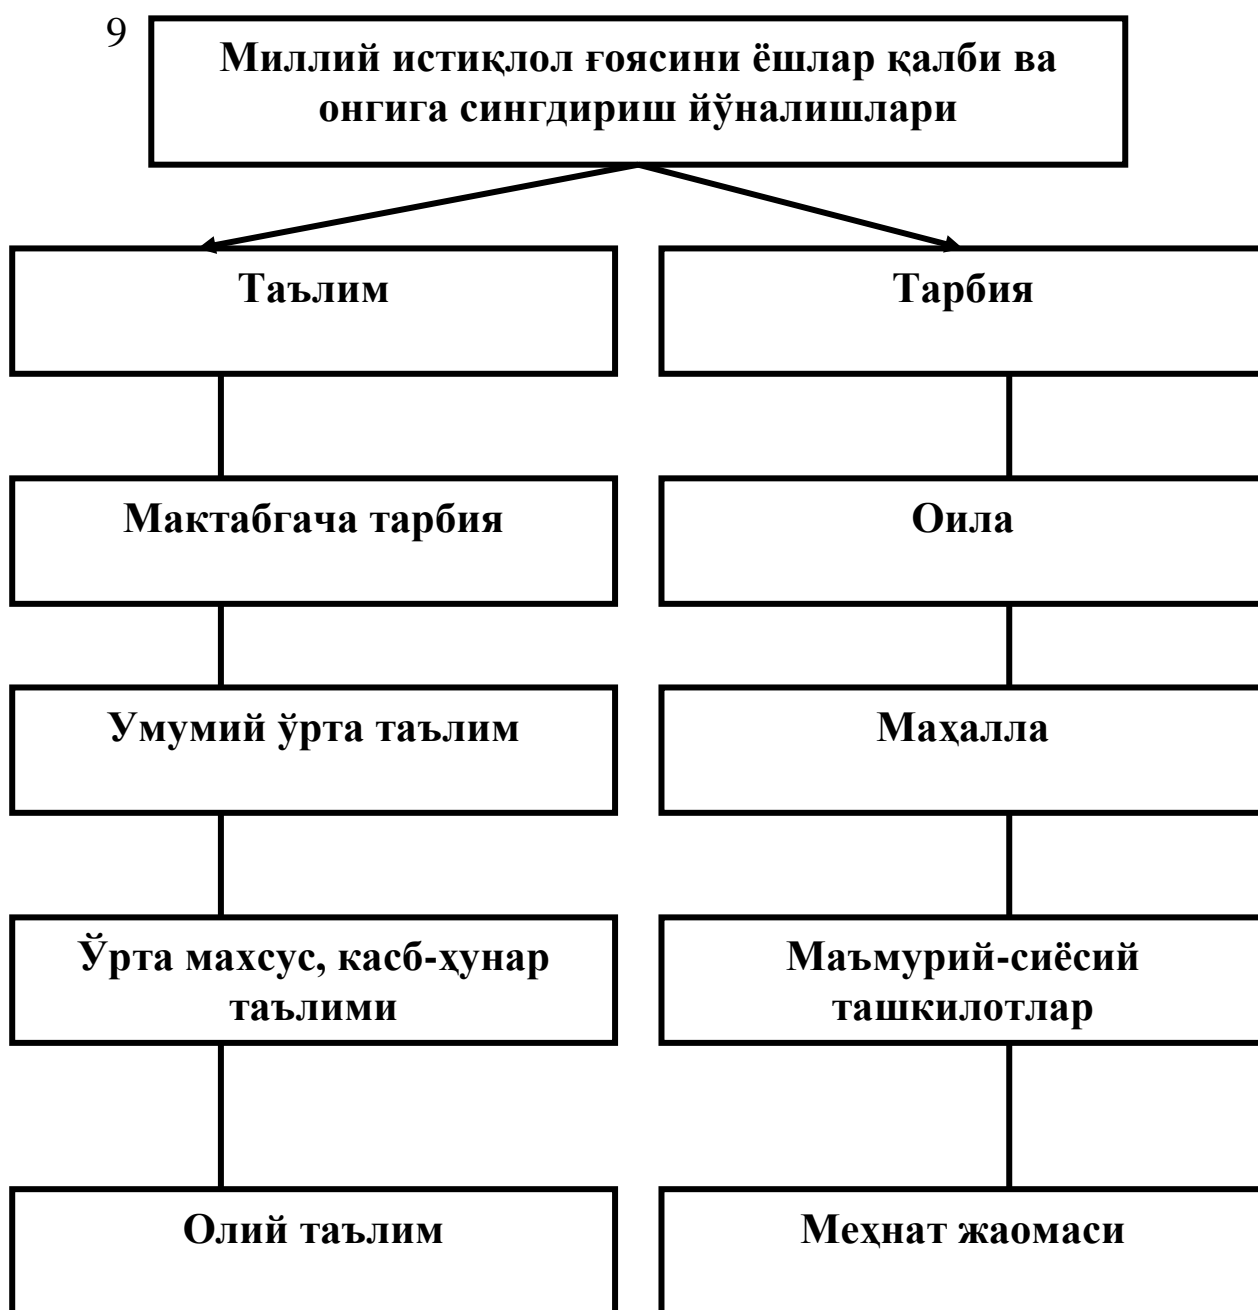 9
Миллий истиқлол ғоясини ёшлар қалби ва
онгига сингдириш йўналишлари
Таълим
Тарбия
Мактабгача тарбия
Оила
Умумий ўрта таълим
Маҳалла
Ўрта махсус, касб-ҳунар
таълими
Маъмурий-сиёсий
ташкилотлар
Олий таълим
Меҳнат жаомаси